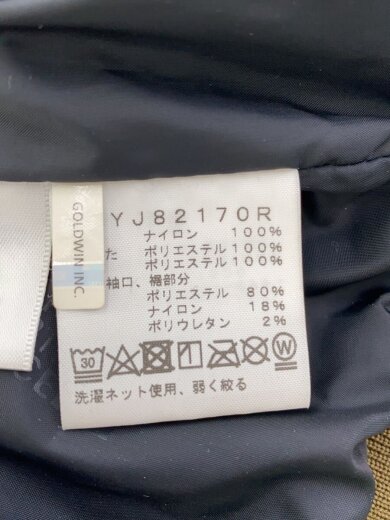 GOLDWIN INC.
YJ82170R
ナイロン 100%
た ポリエステル 100%
ポリエステル 100%
袖口、裾部分
ポリエステル 80%
ナイロン 18%
ポリウレタン 2%
30
W
洗濯ネット使用、弱く絞る